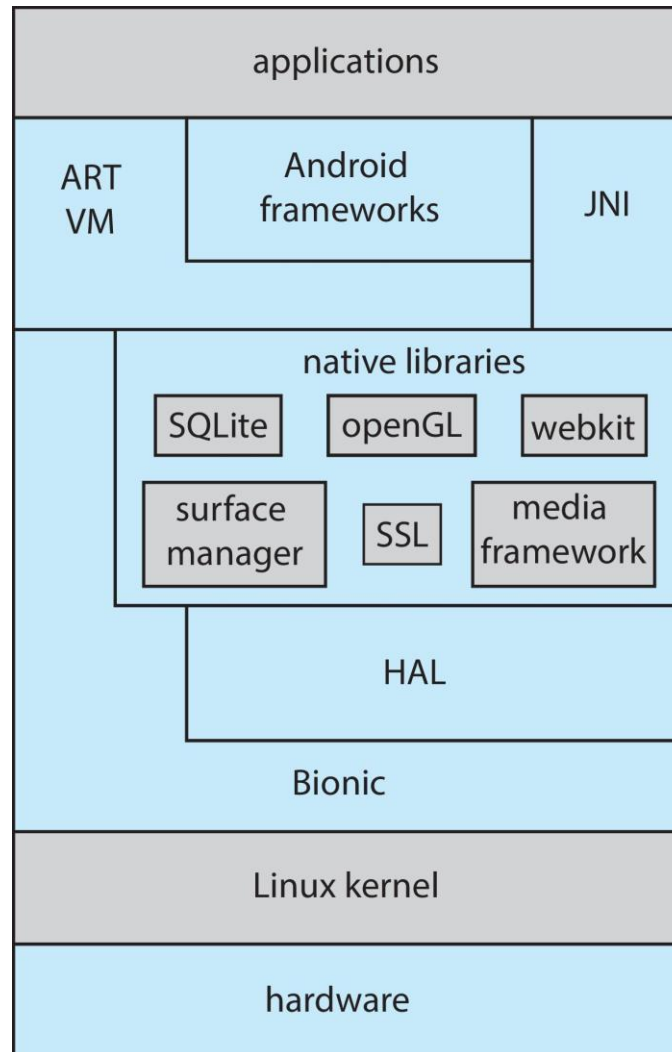 applications
ART
VM
Android
frameworks
JNI
native libraries
SQLite
openGL
webkit
surface
manager
SSL
media
framework
HAL
Bionic
Linux kernel
hardware